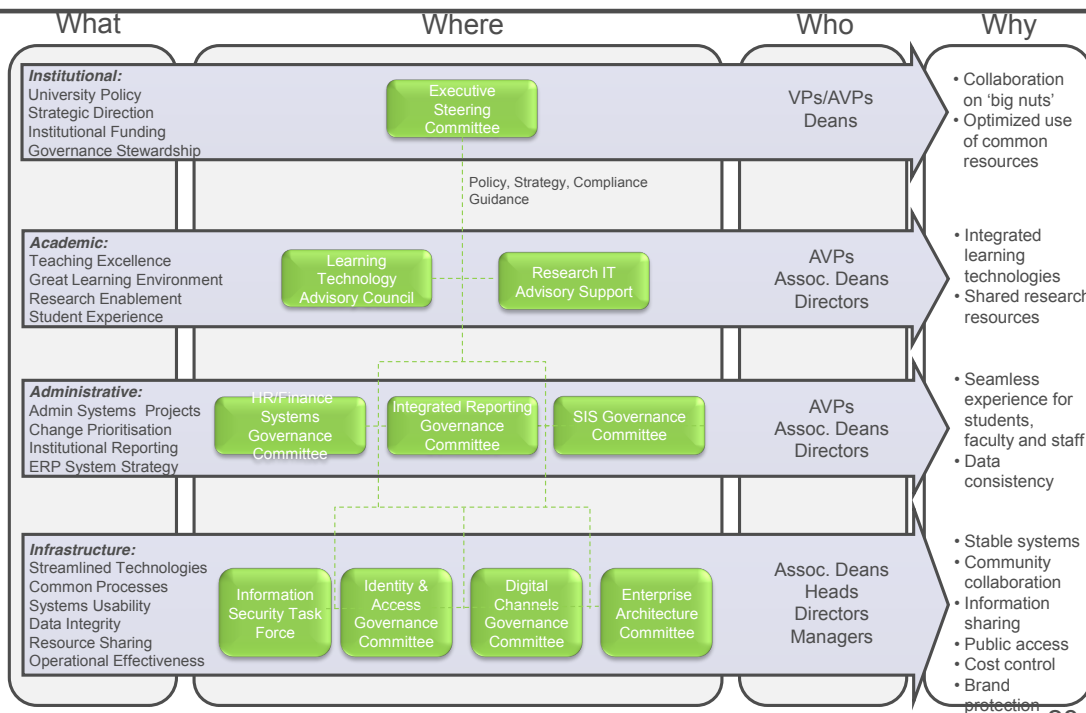 What
Where
Who
Why
Institutional:
University Policy
Strategic Direction
Institutional Funding
Governance Stewardship
Executive
Steering
Committee
VPs/AVPs
Deans
• Collaboration
on ‘big nuts’
• Optimized use
of common
resources
Policy, Strategy, Compliance
Guidance
Academic:
Teaching Excellence
Great Learning Environment
Research Enablement
Student Experience
Learning
Technology
Advisory Council
Research IT
Advisory Support
AVPs
Assoc. Deans
Directors
• Integrated
learning
technologies
• Shared research
resources
Administrative:
Admin Systems Projects
Change Prioritisation
Institutional Reporting
ERP System Strategy
HR/Finance
Systems
Governance
Committee
Integrated Reporting
Governance
Committee
SIS Governance
Committee
AVPs
Assoc. Deans
Directors
• Seamless
experience for
students,
faculty and staff
• Data
consistency
Infrastructure:
Streamlined Technologies
Common Processes
Systems Usability
Data Integrity
Resource Sharing
Operational Effectiveness
Information
Security Task
Force
Identity &
Access
Governance
Committee
Digital
Channels
Governance
Committee
Enterprise
Architecture
Committee
Assoc. Deans
Heads
Directors
Managers
• Stable systems
• Community
collaboration
• Information
sharing
• Public access
• Cost control
• Brand
protection